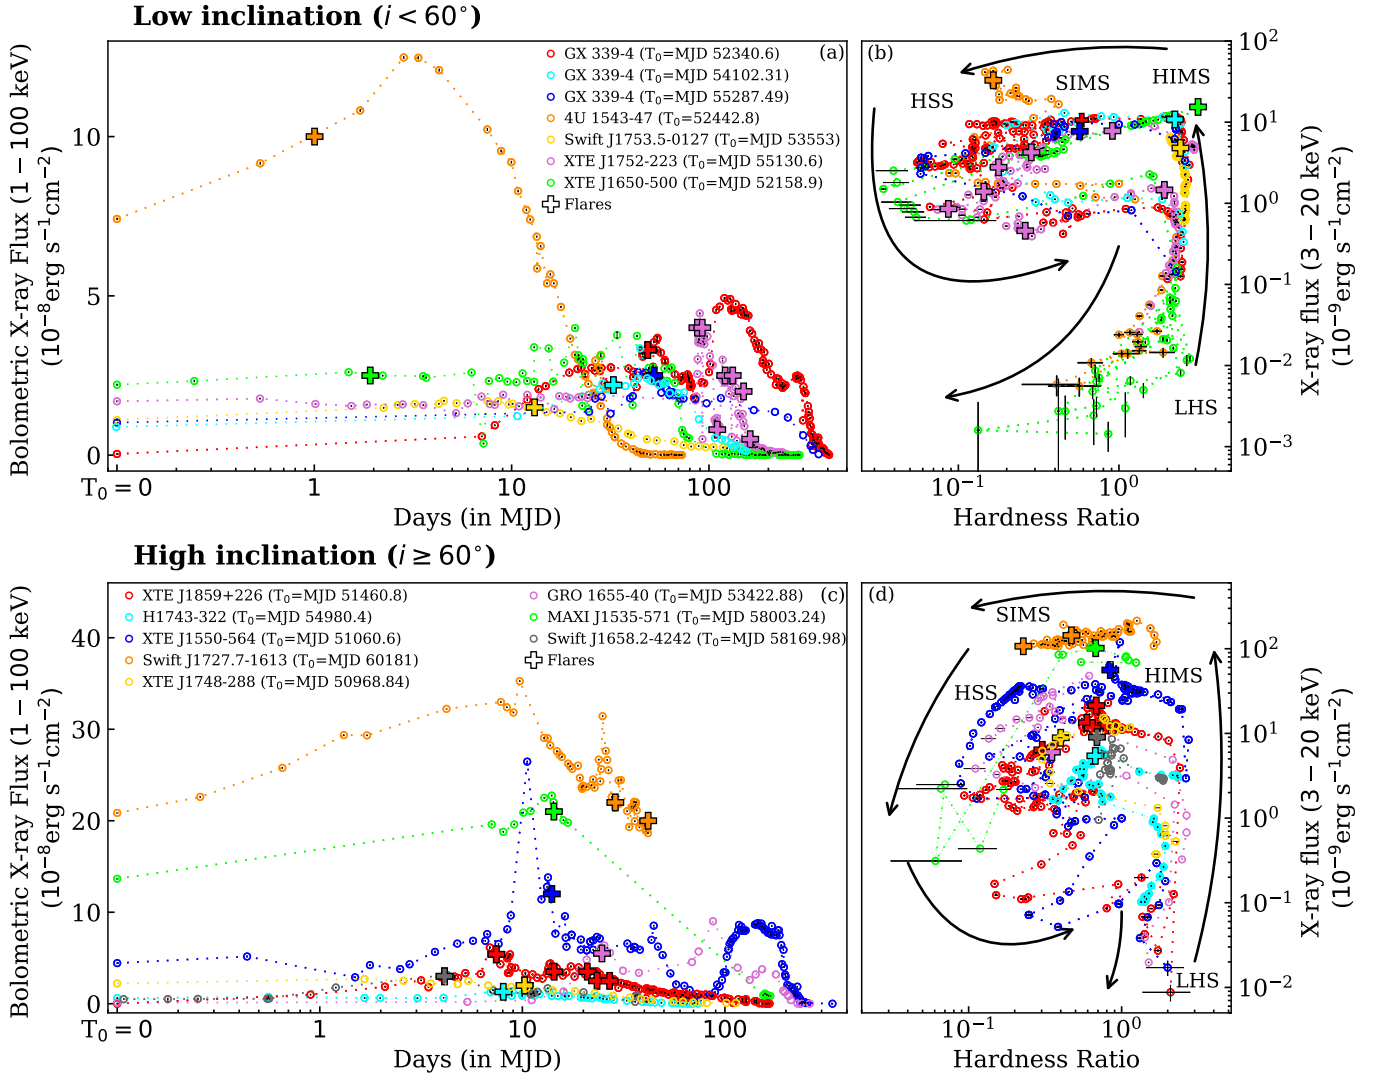 Low inclination (i < 60°)
(a)
GX 339-4 (T₀=MJD 52340.6)
GX 339-4 (T₀=MJD 54102.31)
GX 339-4 (T₀=MJD 55287.49)
4U 1543-47 (T₀=52442.8)
Swift J1753.5-0127 (T₀=MJD 53553)
XTE J1752-223 (T₀=MJD 55130.6)
XTE J1650-500 (T₀=MJD 52158.9)
Flares
Bolometric X-ray Flux (1 − 100 keV)
(10⁻⁸erg s⁻¹cm⁻²)
10
5
0
T₀ = 0
1
10
100
Days (in MJD)
(b)
HSS
SIMS
HIMS
LHS
10²
10¹
10⁰
10⁻¹
10⁻²
10⁻³
X-ray flux (3 − 20 keV)
(10⁻⁹erg s⁻¹cm⁻²)
10⁻¹
10⁰
Hardness Ratio
High inclination (i ≥ 60°)
(c)
XTE J1859+226 (T₀=MJD 51460.8)
H1743-322 (T₀=MJD 54980.4)
XTE J1550-564 (T₀=MJD 51060.6)
Swift J1727.7-1613 (T₀=MJD 60181)
XTE J1748-288 (T₀=MJD 50968.84)
GRO 1655-40 (T₀=MJD 53422.88)
MAXI J1535-571 (T₀=MJD 58003.24)
Swift J1658.2-4242 (T₀=MJD 58169.98)
Flares
Bolometric X-ray Flux (1 − 100 keV)
(10⁻⁸erg s⁻¹cm⁻²)
40
30
20
10
0
T₀ = 0
1
10
100
Days (in MJD)
(d)
SIMS
HIMS
HSS
LHS
10²
10¹
10⁰
10⁻¹
10⁻²
X-ray flux (3 − 20 keV)
(10⁻⁹erg s⁻¹cm⁻²)
10⁻¹
10⁰
Hardness Ratio